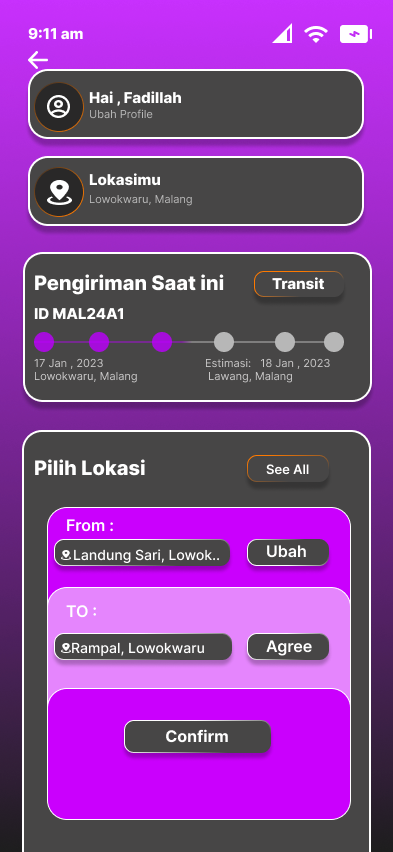 9:11 am
Hai , Fadillah
Ubah Profile
Lokasimu
Lowokwaru, Malang
Pengiriman Saat ini
Transit
ID MAL24A1
17 Jan , 2023
Estimasi: 18 Jan , 2023
Lowokwaru, Malang
Lawang, Malang
Pilih Lokasi
See All
From :
Landung Sari, Lowok..
Ubah
TO :
Rampal, Lowokwaru
Agree
Confirm